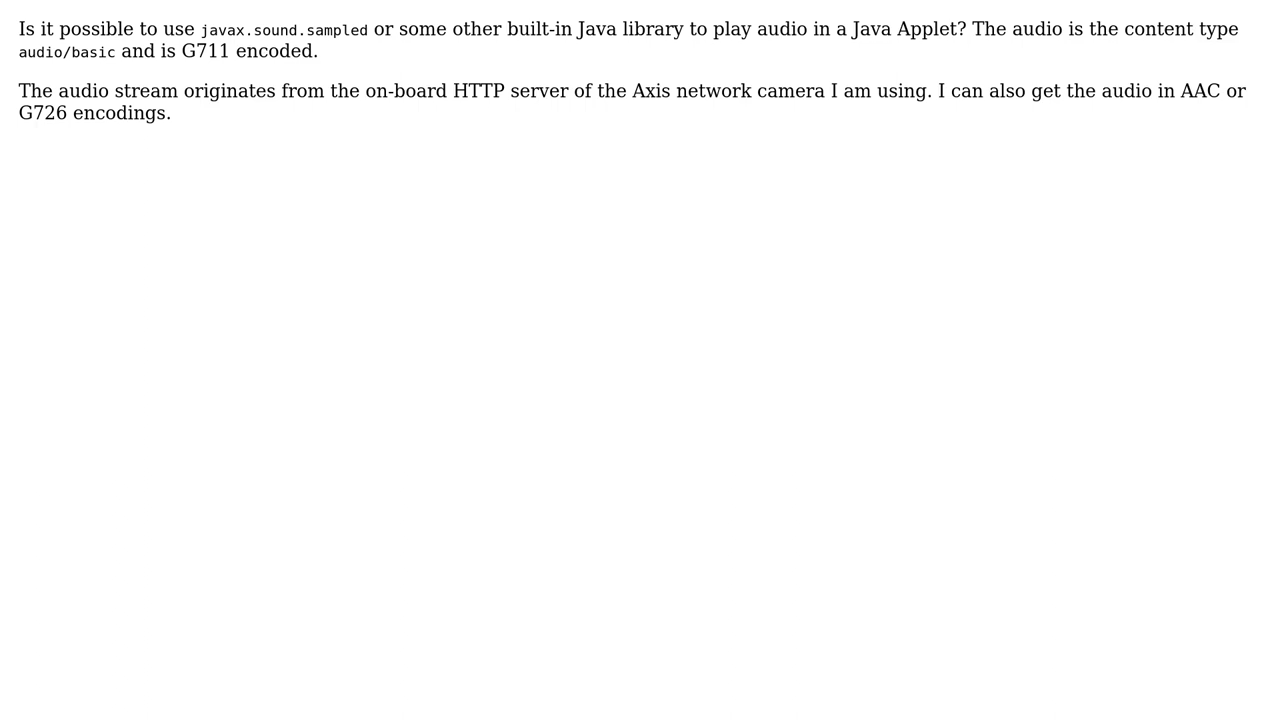 Is it possible to use javax.sound.sampled or some other built-in Java library to play audio in a Java Applet? The audio is the content type
audio/basic and is G711 encoded.
The audio stream originates from the on-board HTTP server of the Axis network camera I am using. I can also get the audio in AAC or
G726 encodings.